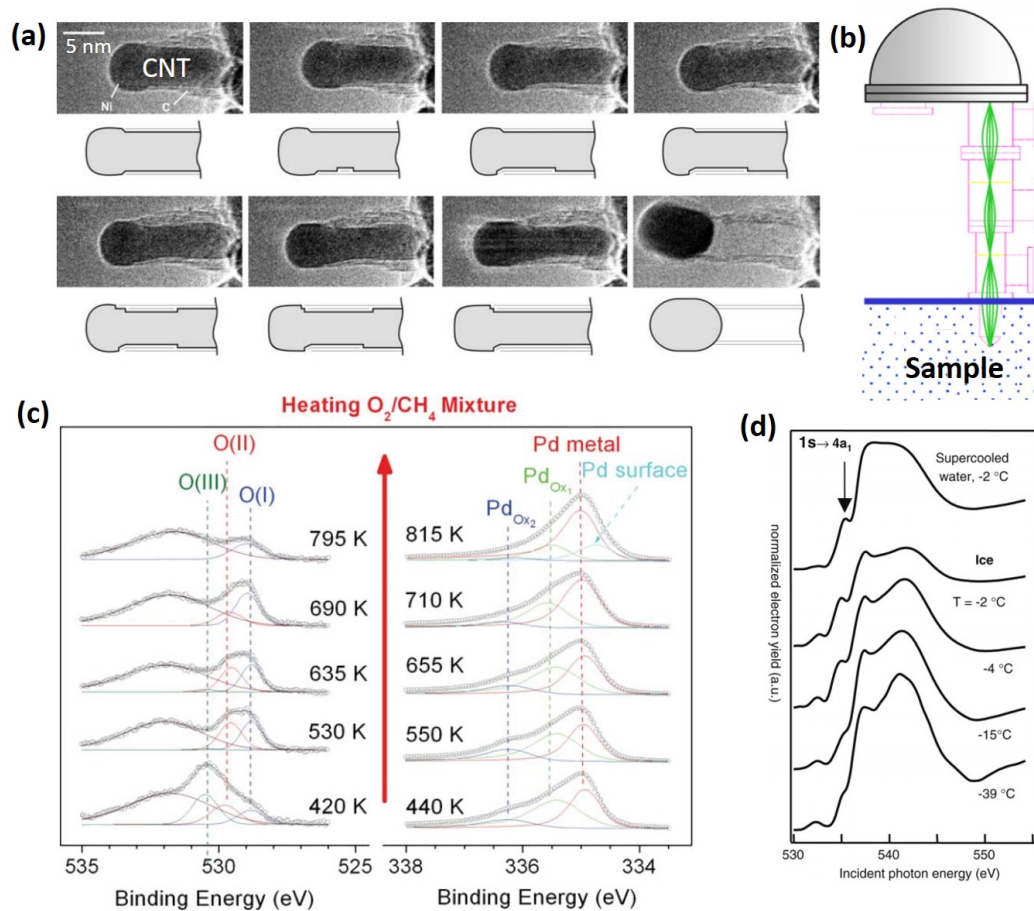 (a)
5 nm
CNT
Ni
C
(b)
Sample
(c)
Heating O₂/CH₄ Mixture
O(II)
O(III)
O(I)
795 K
690 K
635 K
530 K
420 K
535
530
525
Binding Energy (eV)
Pd metal
Pd surface
Pd_Ox₁
Pd_Ox₂
815 K
710 K
655 K
550 K
440 K
338
336
334
Binding Energy (eV)
(d)
1s→ 4a₁
Supercooled
water, -2 °C
Ice
T = -2 °C
-4 °C
-15°C
-39 °C
normalized electron yield (a.u.)
530
540
550
Incident photon energy (eV)